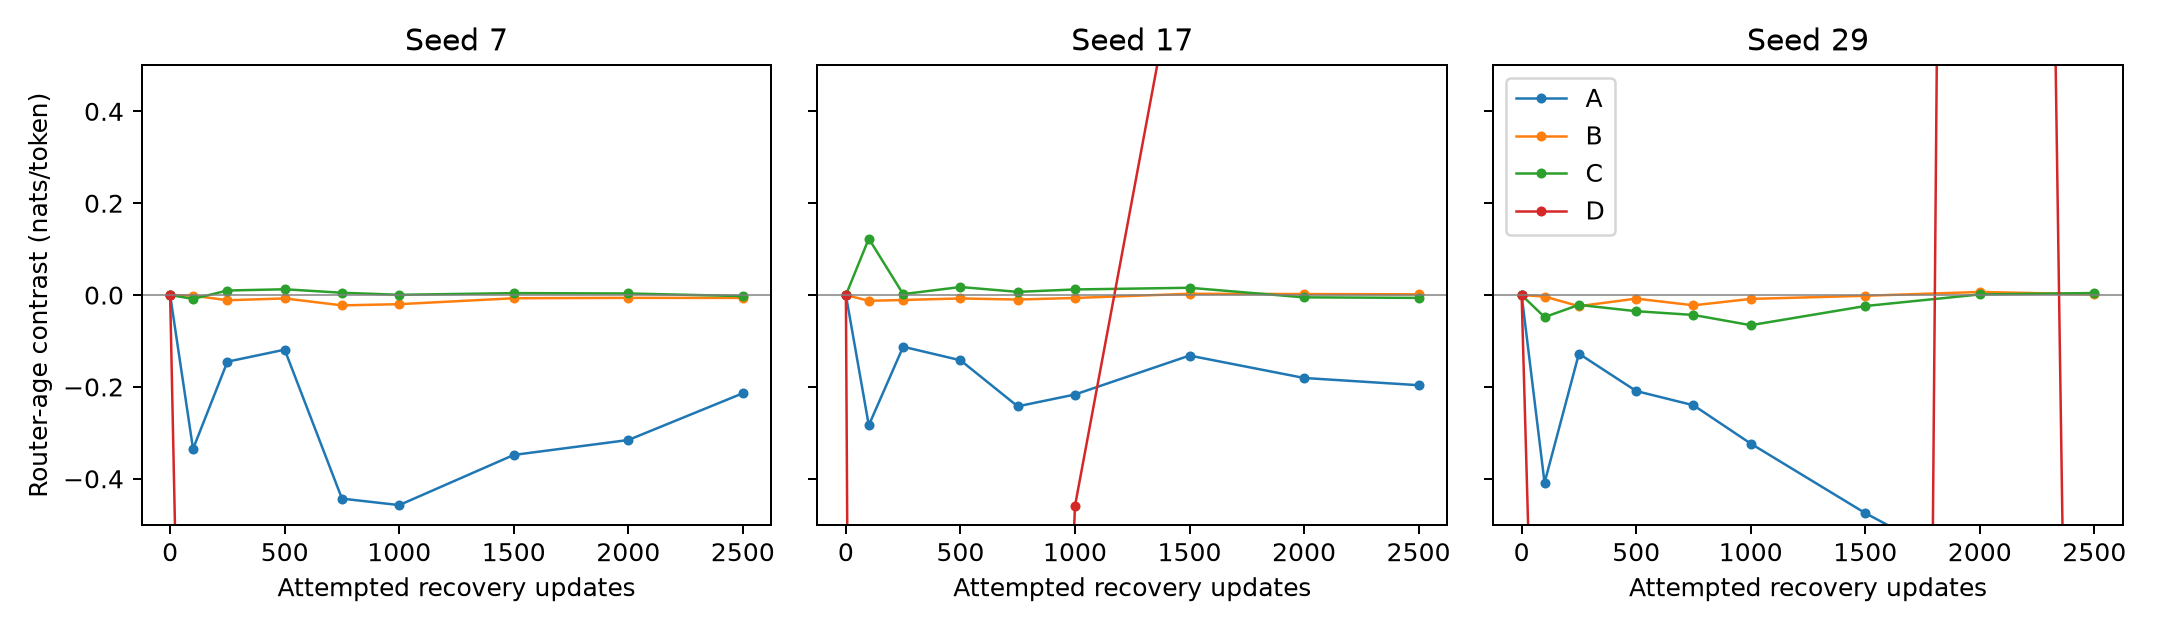 Seed 7
Seed 17
Seed 29
Router-age contrast (nats/token)
0.4
0.2
0.0
−0.2
−0.4
A
B
C
D
0 500 1000 1500 2000 2500
0 500 1000 1500 2000 2500
0 500 1000 1500 2000 2500
Attempted recovery updates
Attempted recovery updates
Attempted recovery updates